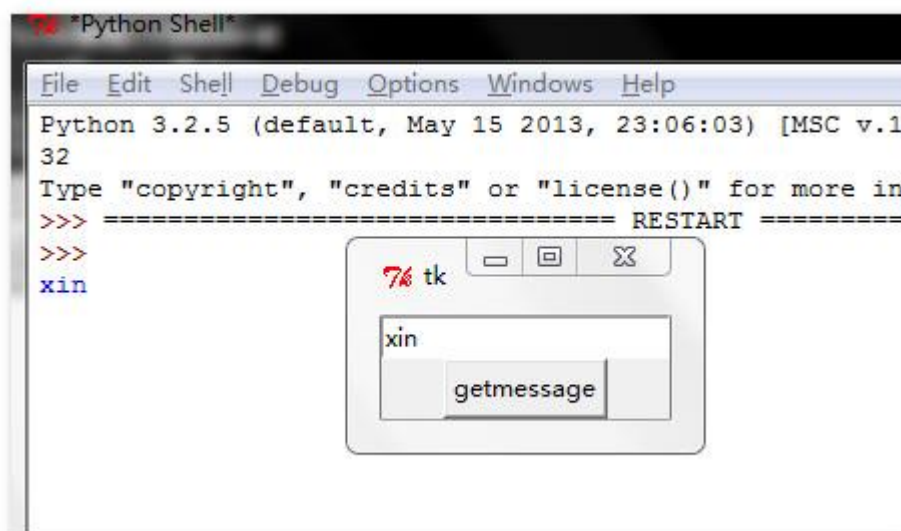 *Python Shell*
File Edit Shell Debug Options Windows Help
Python 3.2.5 (default, May 15 2013, 23:06:03) [MSC v.1
32
Type "copyright", "credits" or "license()" for more in
>>> ================================ RESTART =========
>>>
xin
tk
xin
getmessage